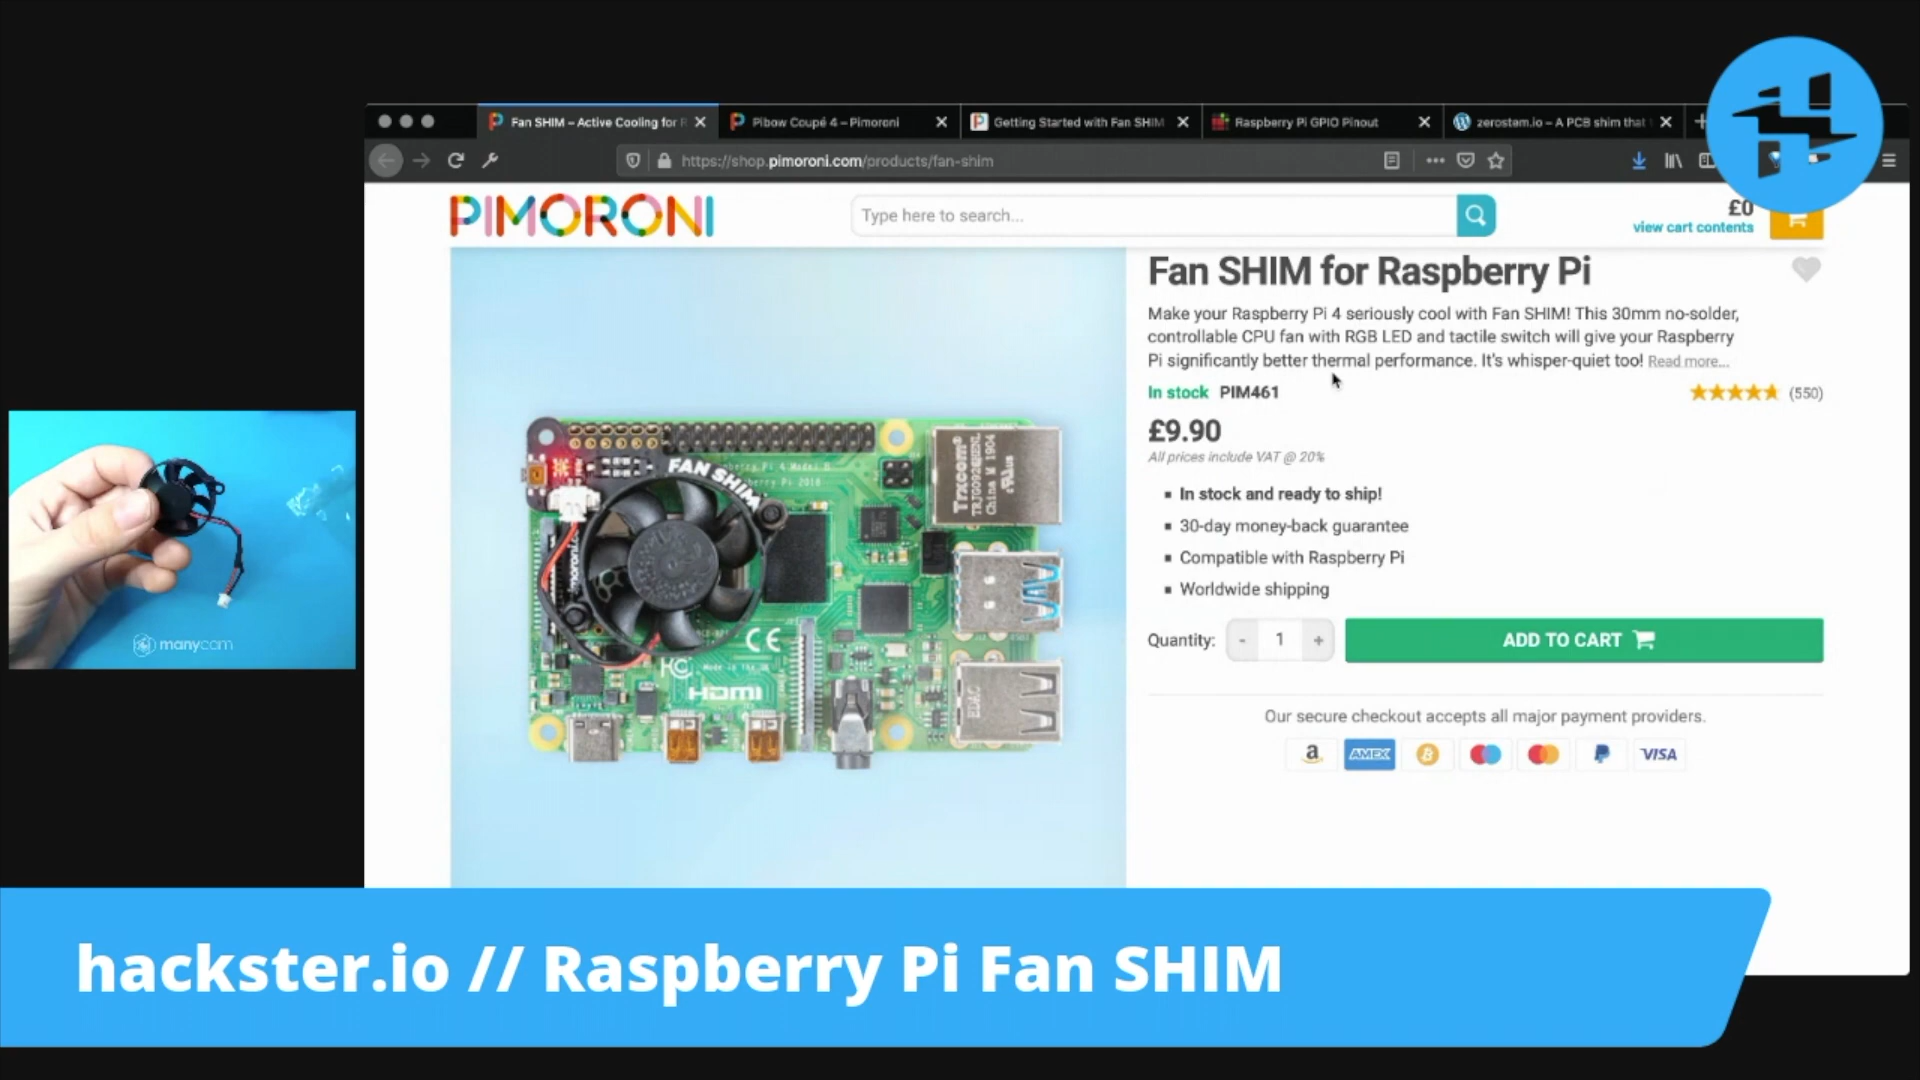 Fan SHIM – Active Cooling for R
Pibow Coupé 4 – Pimoroni
Getting Started with Fan SHIM
Raspberry Pi GPIO Pinout
zerostem.io – A PCB shim that
https://shop.pimoroni.com/products/fan-shim
PIMORONI
Type here to search...
£0
view cart contents
Fan SHIM for Raspberry Pi
Make your Raspberry Pi 4 seriously cool with Fan SHIM! This 30mm no-solder,
controllable CPU fan with RGB LED and tactile switch will give your Raspberry
Pi significantly better thermal performance. It's whisper-quiet too! Read more...
In stock PIM461
(550)
£9.90
All prices include VAT @ 20%
In stock and ready to ship!
30-day money-back guarantee
Compatible with Raspberry Pi
Worldwide shipping
Quantity: - 1 +
ADD TO CART
Our secure checkout accepts all major payment providers.
a
AMEX
VISA
FAN SHIM
Trxcom
China M 1904
CE
HDMI
manycam
hackster.io // Raspberry Pi Fan SHIM